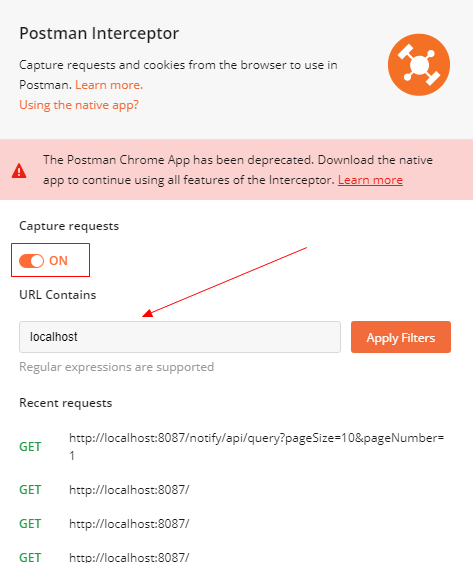 Postman Interceptor
Capture requests and cookies from the browser to use in
Postman. Learn more.
Using the native app?
The Postman Chrome App has been deprecated. Download the native
app to continue using all features of the Interceptor. Learn more
Capture requests
ON
URL Contains
localhost
Apply Filters
Regular expressions are supported
Recent requests
GET http://localhost:8087/notify/api/query?pageSize=10&pageNumber=
1
GET http://localhost:8087/
GET http://localhost:8087/
GET http://localhost:8087/